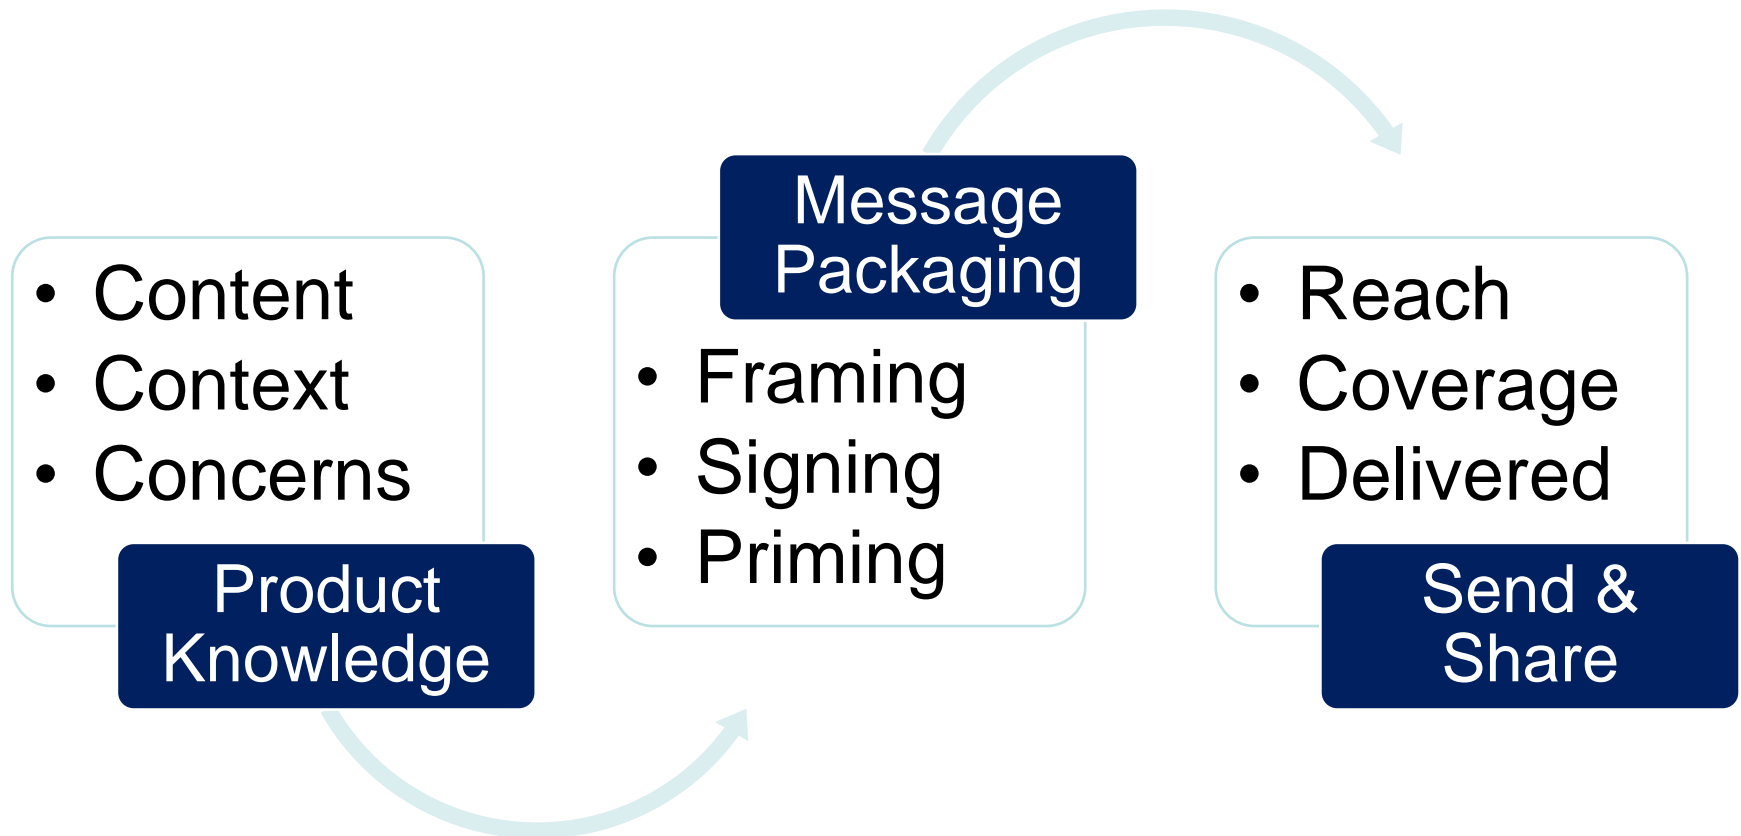 • Content
• Context
• Concerns
Product
Knowledge
Message
Packaging
• Framing
• Signing
• Priming
• Reach
• Coverage
• Delivered
Send &
Share